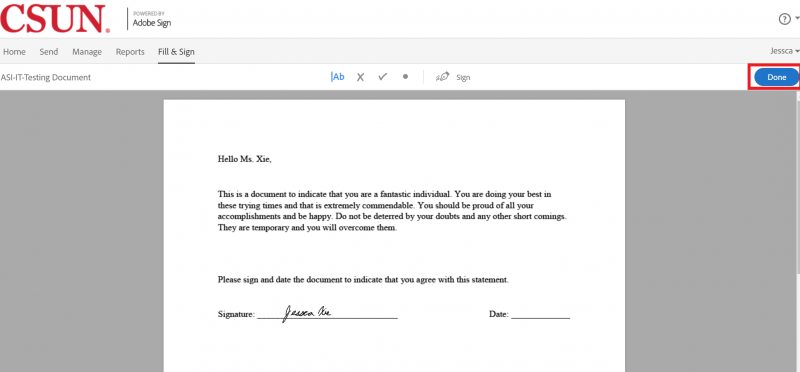 CSUN®
POWERED BY
Adobe Sign
?
Home Send Manage Reports Fill & Sign Jessca
ASI-IT-Testing Document Ab Sign Done
Hello Ms. Xie,
This is a document to indicate that you are a fantastic individual. You are doing your best in
these trying times and that is extremely commendable. You should be proud of all your
accomplishments and be happy. Do not be deterred by your doubts and any other short comings.
They are temporary and you will overcome them.
Please sign and date the document to indicate that you agree with this statement.
Signature: Jessca Xie Date: